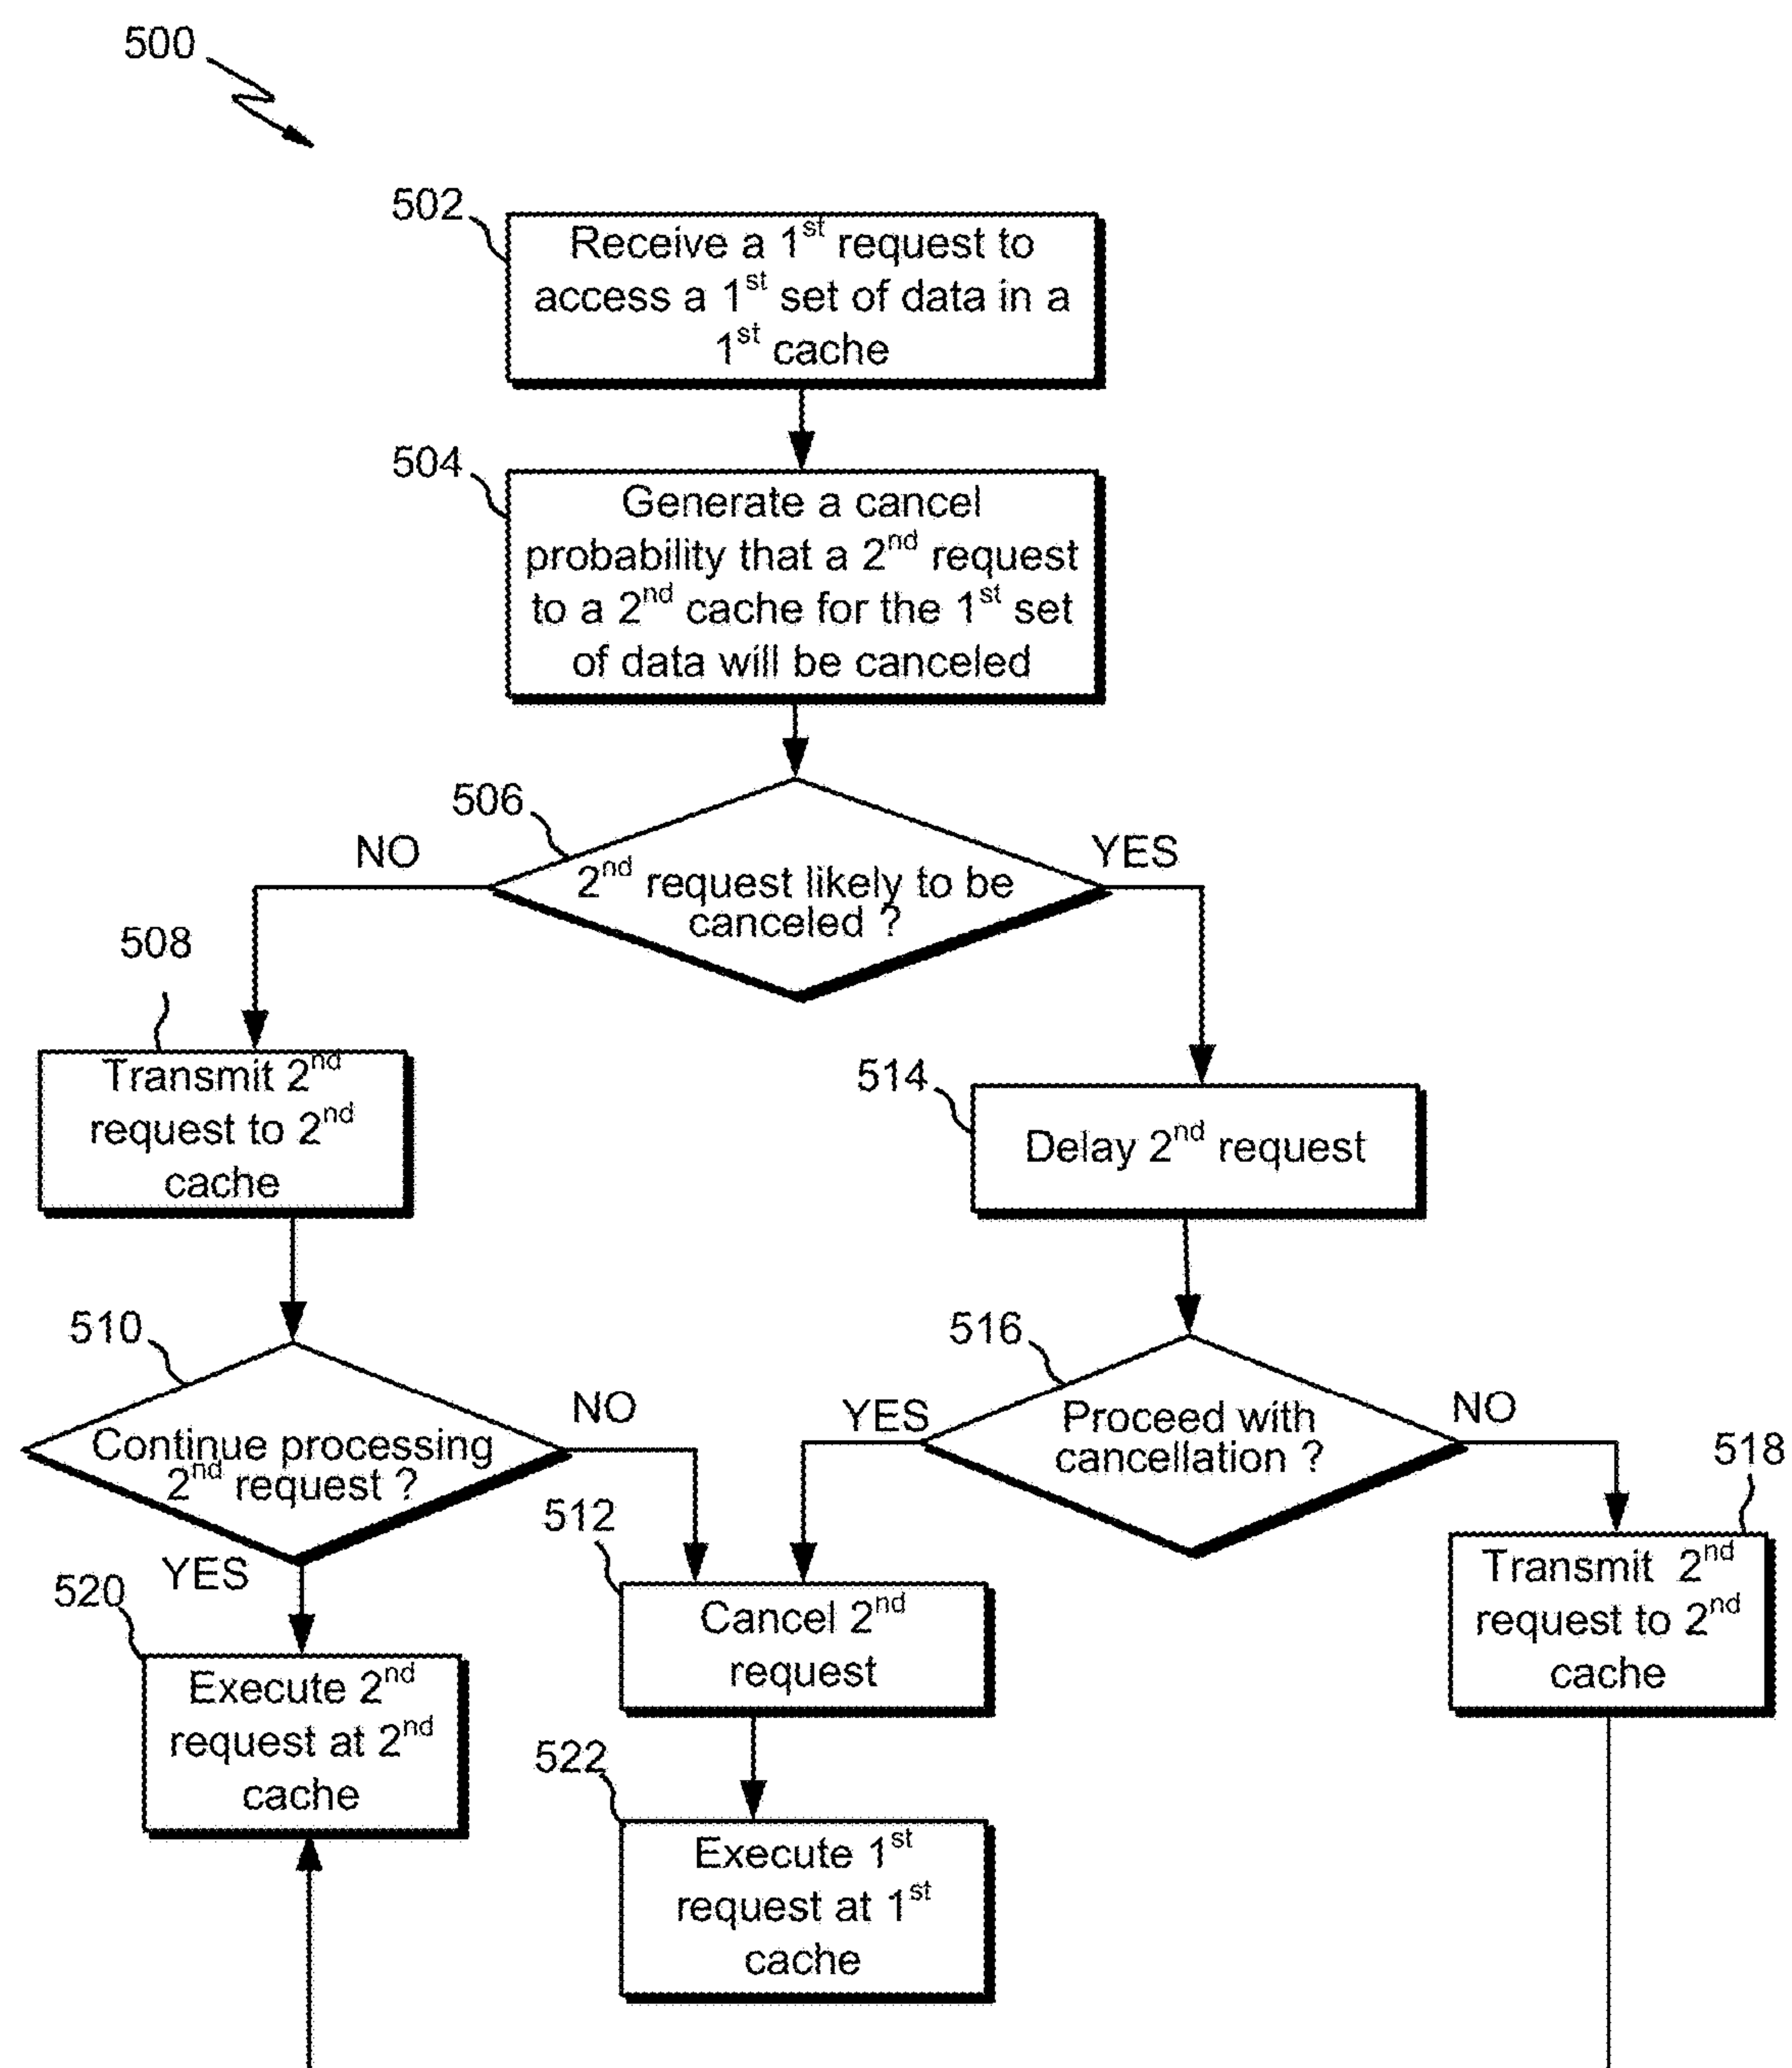 500
502
Receive a 1st request to
access a 1st set of data in a
1st cache
504
Generate a cancel
probability that a 2nd request
to a 2nd cache for the 1st set
of data will be canceled
506
NO
YES
2nd request likely to be
canceled ?
508
Transmit 2nd
request to 2nd
cache
514
Delay 2nd request
510
Continue processing
2nd request ?
NO
YES
516
Proceed with
cancellation ?
YES
NO
512
Cancel 2nd
request
518
Transmit 2nd
request to 2nd
cache
520
Execute 2nd
request at 2nd
cache
522
Execute 1st
request at 1st
cache